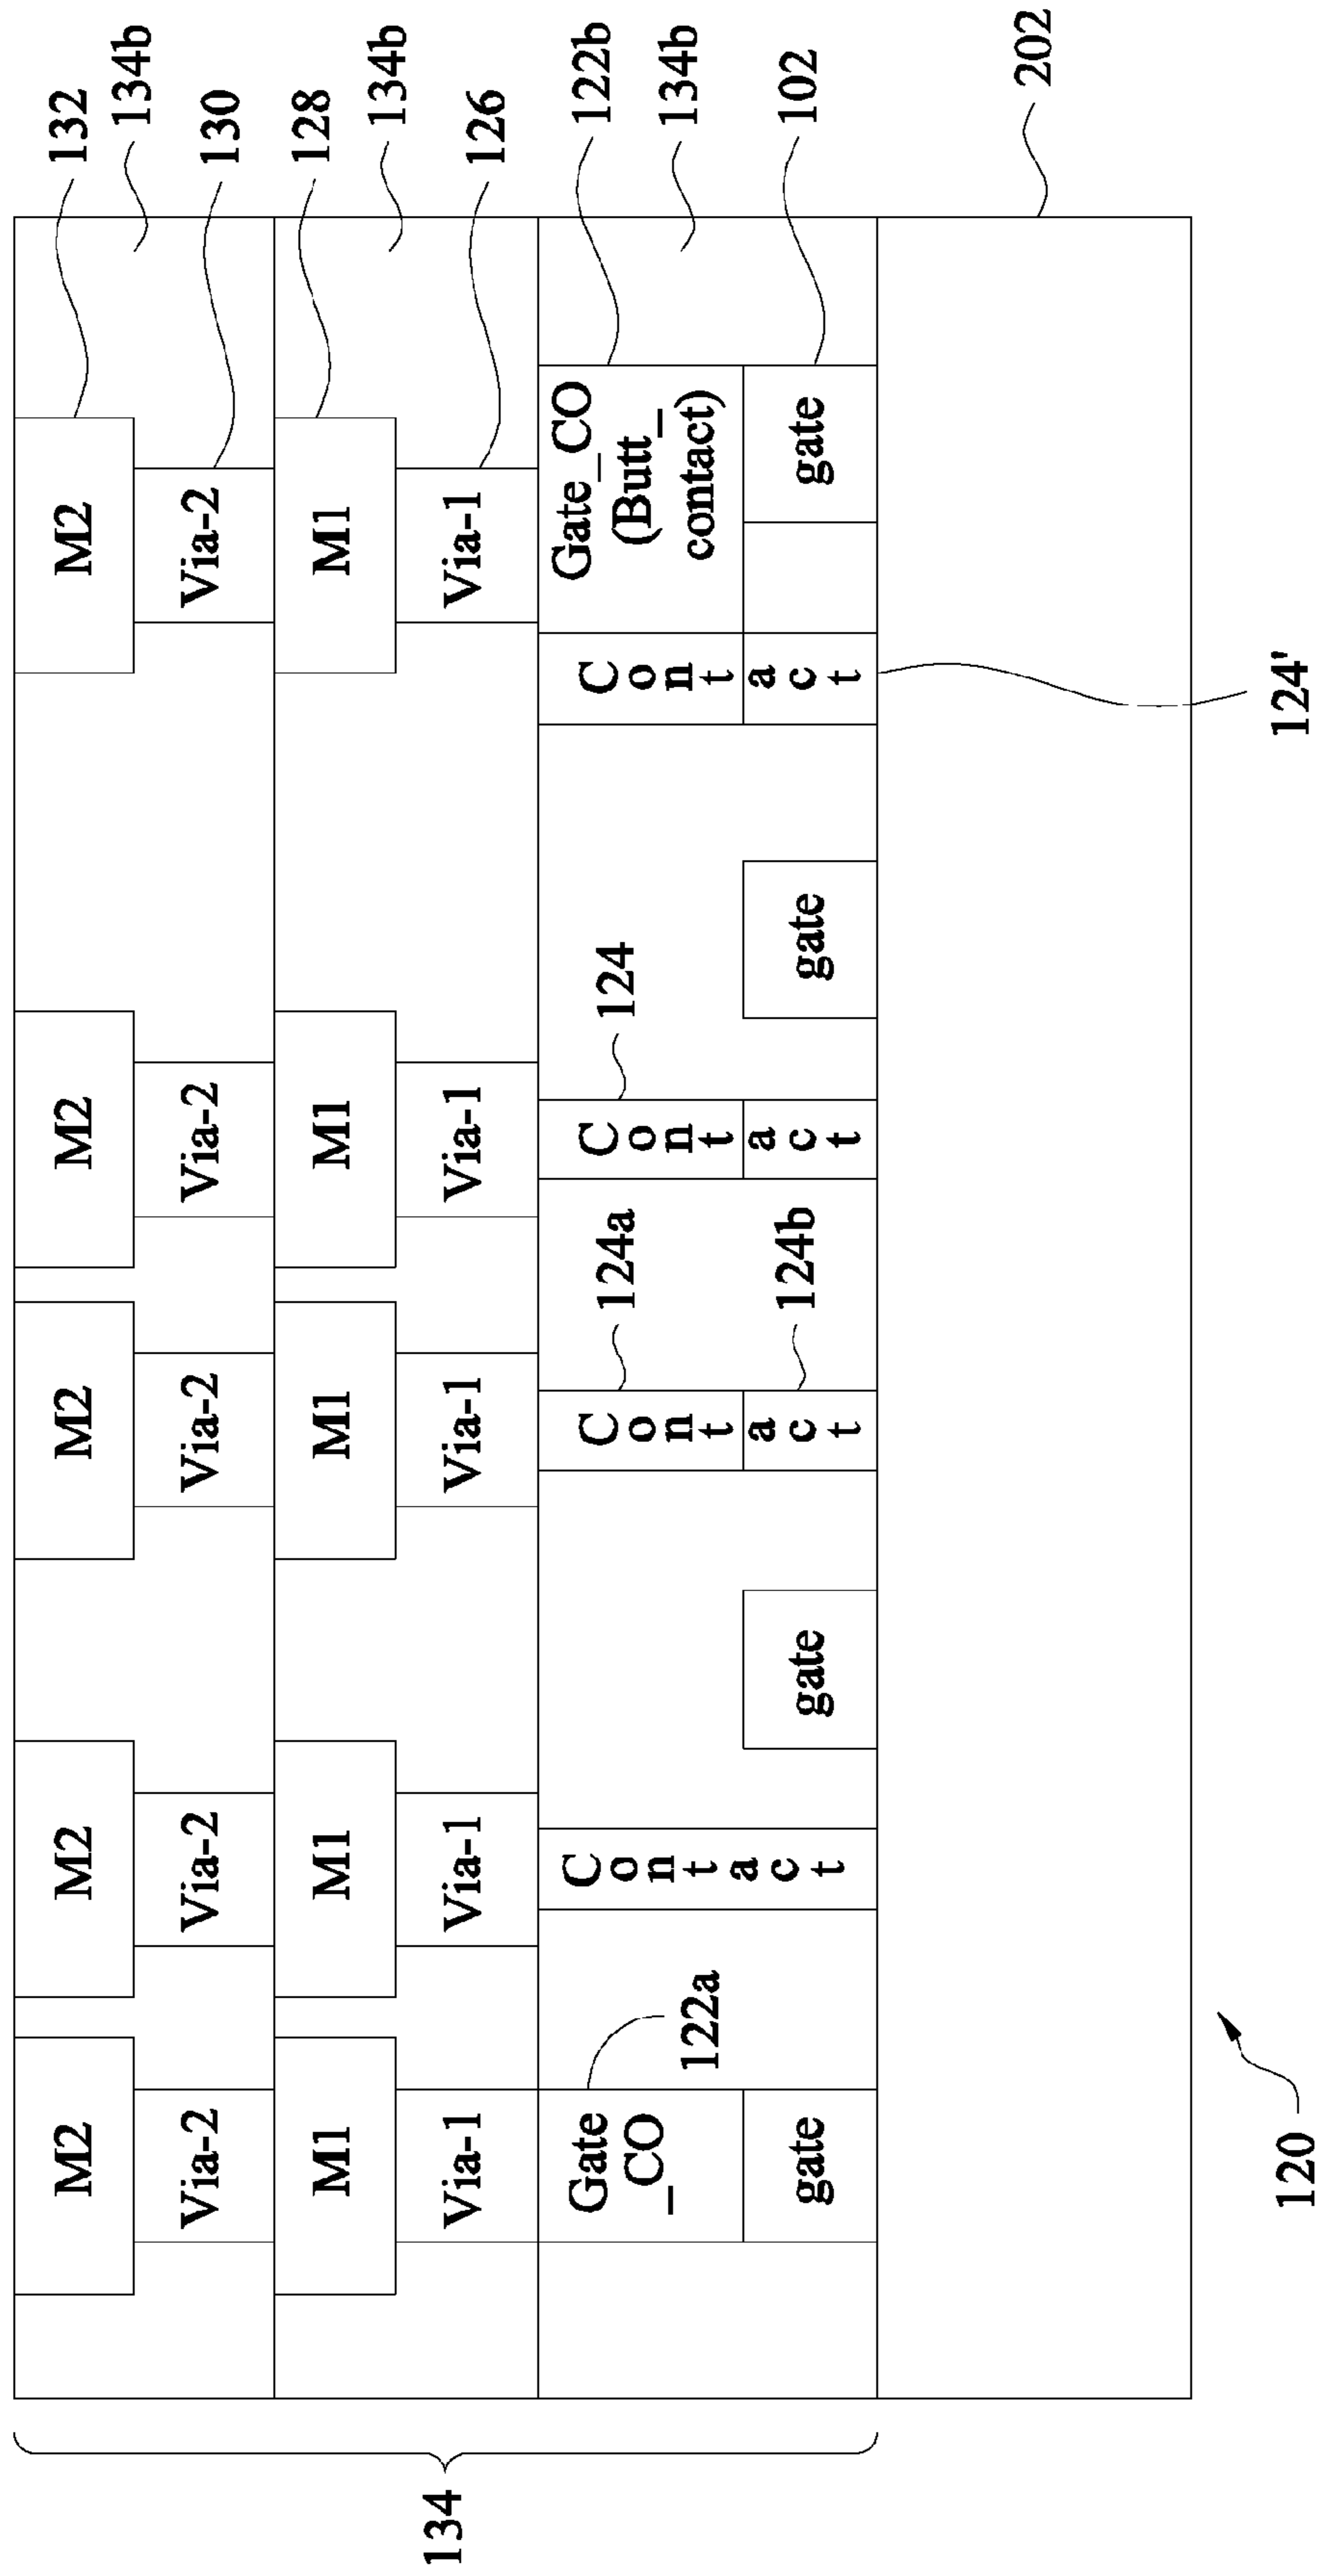 M2 M2 M2 M2 M2 132
134b
Via-2 Via-2 Via-2 Via-2 Via-2 130
M1 M1 M1 M1 M1 128
134b
134
Via-1 Via-1 Via-1 Via-1 Via-1 126
Gate
_CO
122a
Contact
124a
Contact
124b
124
Contact
Contact
Gate_CO
(Butt_
contact)
122b
134b
gate gate gate gate 102
202
120
124'